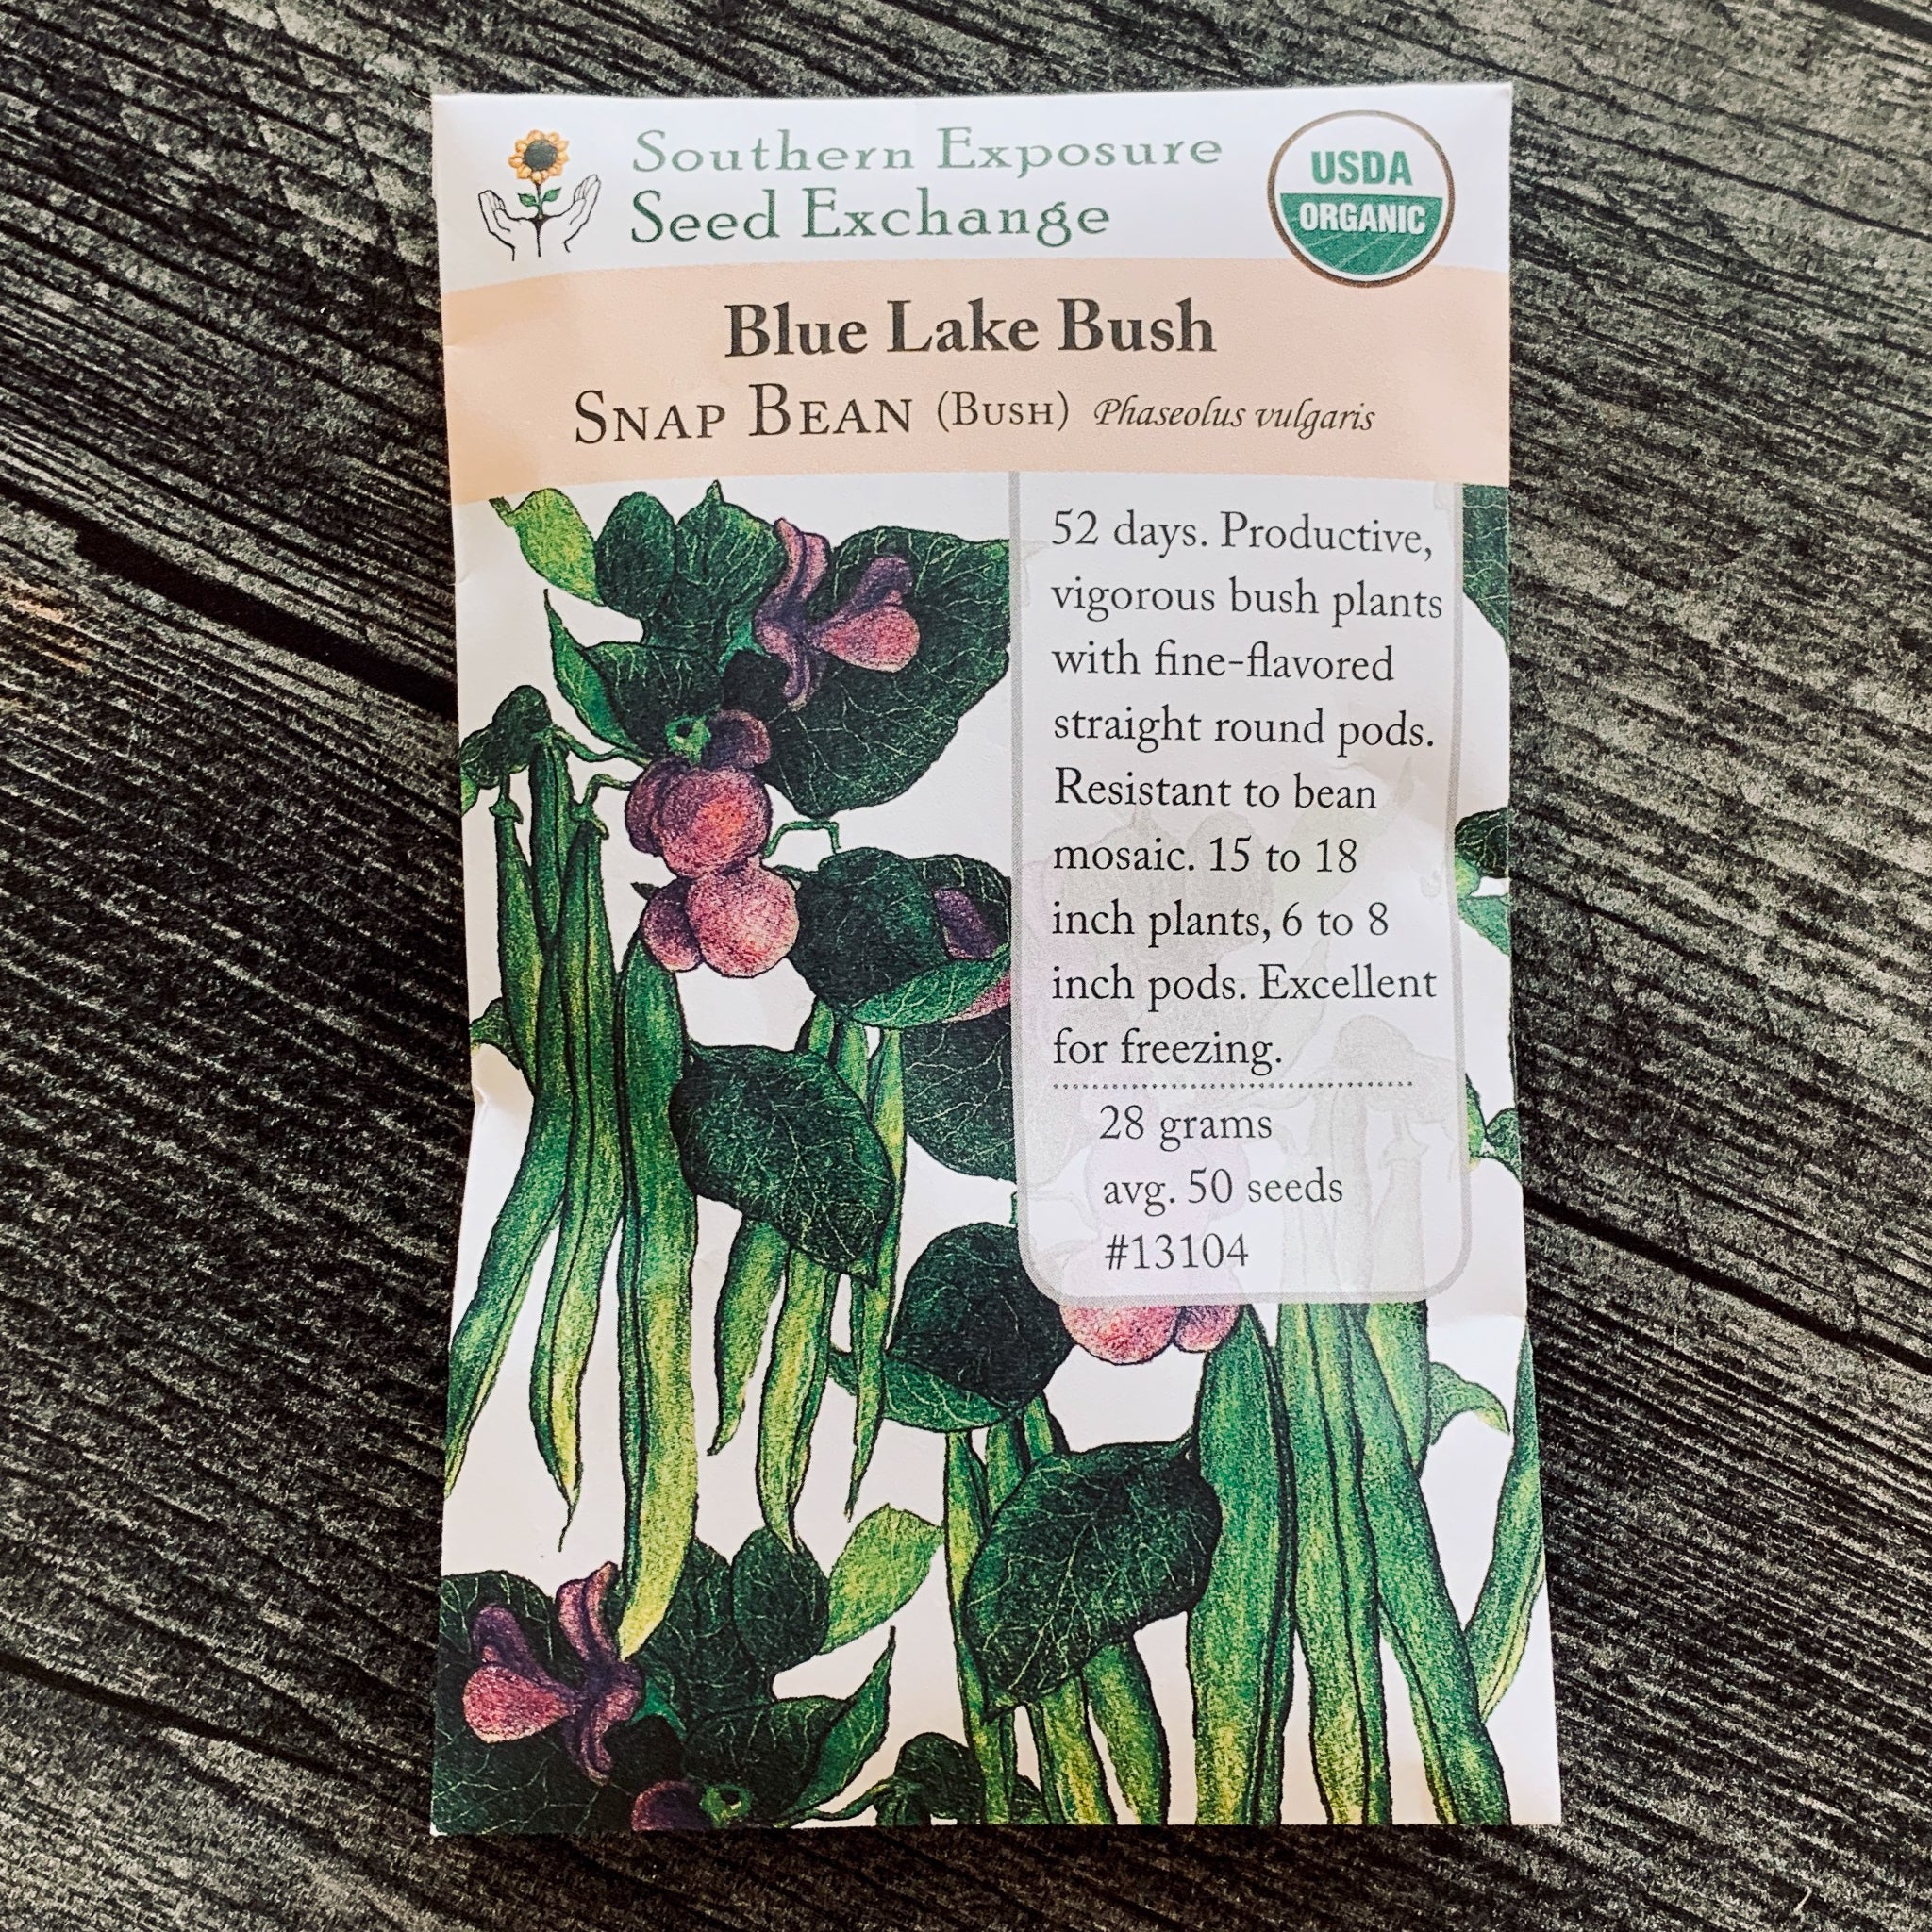 Southern Exposure
Seed Exchange
USDA
ORGANIC
Blue Lake Bush
SNAP BEAN (BUSH) Phaseolus vulgaris
52 days. Productive,
vigorous bush plants
with fine-flavored
straight round pods.
Resistant to bean
mosaic. 15 to 18
inch plants, 6 to 8
inch pods. Excellent
for freezing.
28 grams
avg. 50 seeds
#13104